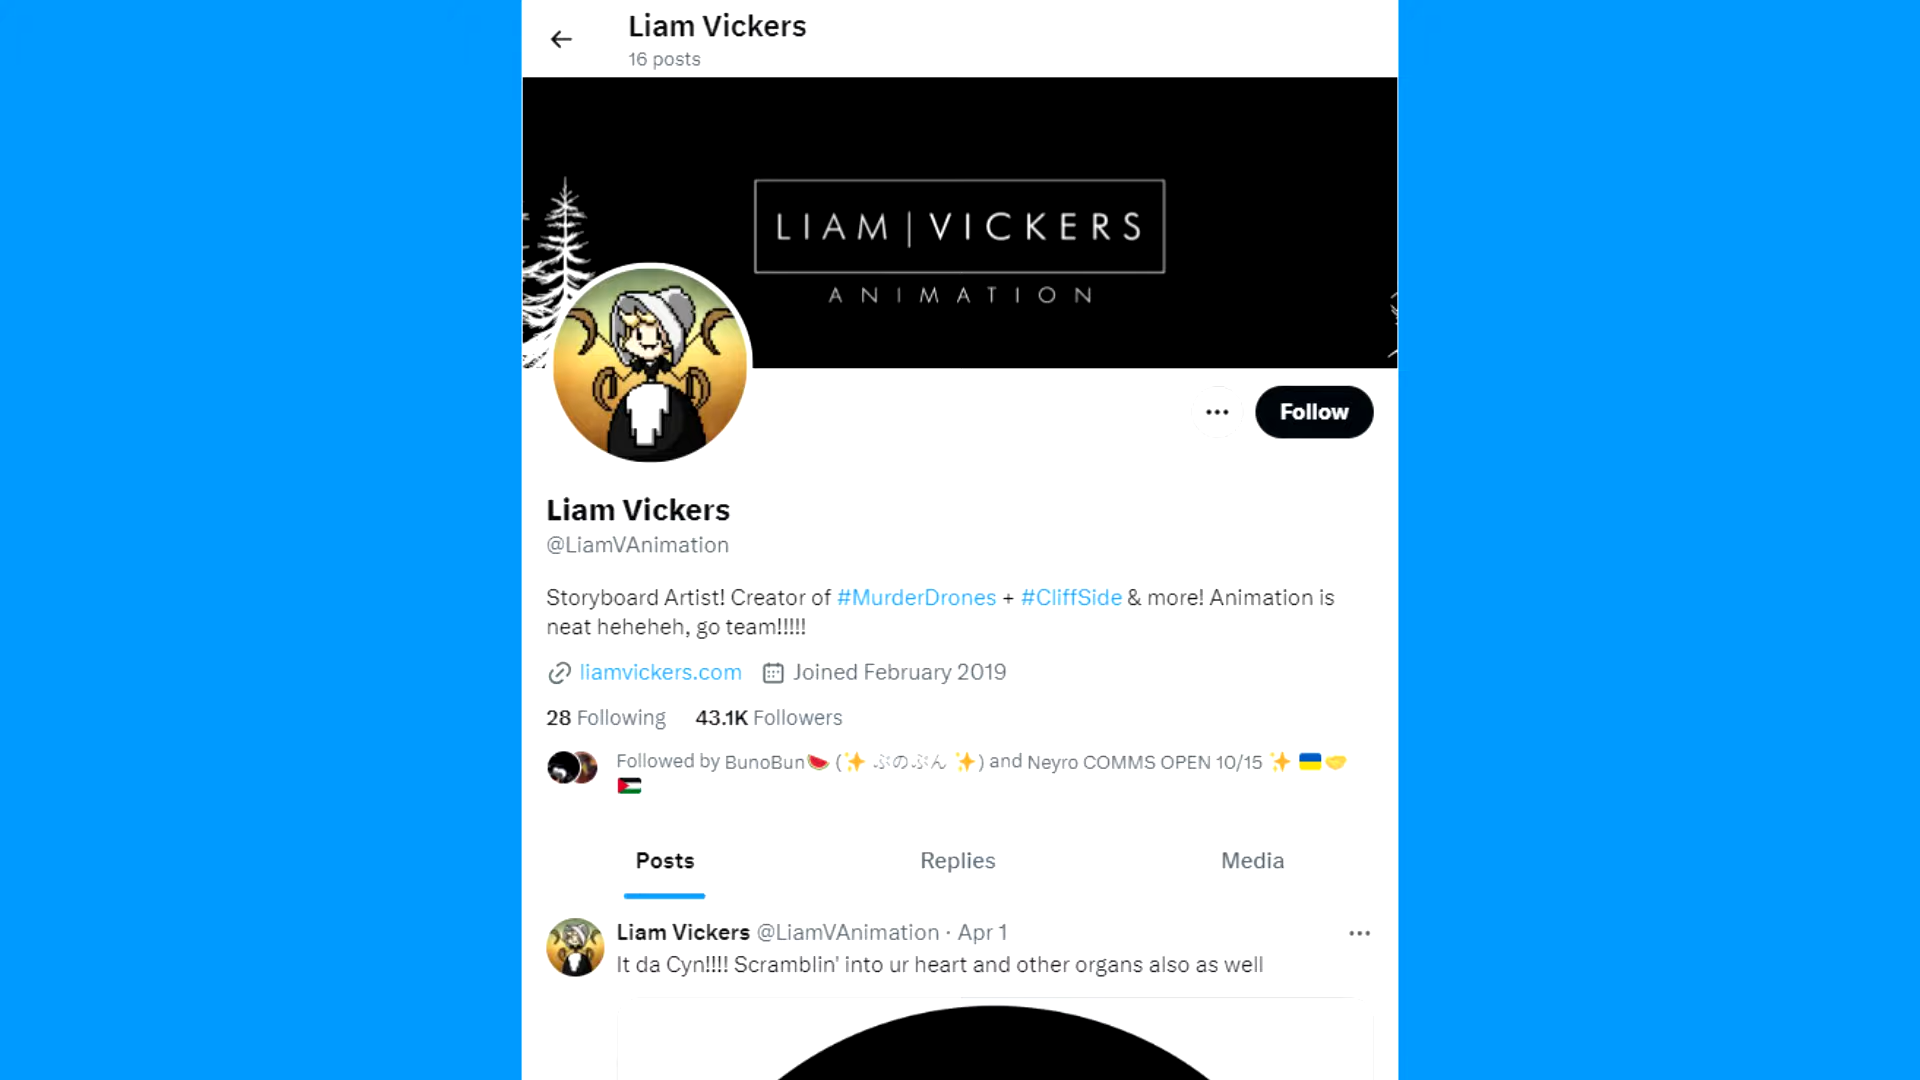 Liam Vickers
16 posts
LIAM|VICKERS
ANIMATION
Follow
Liam Vickers
@LiamVAnimation
Storyboard Artist! Creator of #MurderDrones + #CliffSide & more! Animation is
neat heheheh, go team!!!!!
liamvickers.com Joined February 2019
28 Following 43.1K Followers
Followed by BunoBun🍉 (✨ ぶのぶん ✨) and Neyro COMMS OPEN 10/15 ✨ 🇺🇦🤝
🇵🇸
Posts Replies Media
Liam Vickers @LiamVAnimation · Apr 1
It da Cyn!!!! Scramblin' into ur heart and other organs also as well